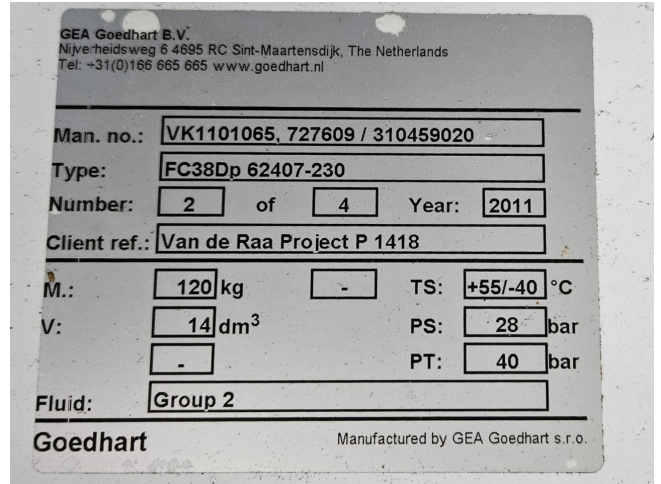 GEA Goedhart B.V.
Nijverheidsweg 6 4695 RC Sint-Maartensdijk, The Netherlands
Tel: +31(0)166 665 665 www.goedhart.nl
Man. no.: VK1101065, 727609 / 310459020
Type: FC38Dp 62407-230
Number: 2 of 4 Year: 2011
Client ref.: Van de Raa Project P 1418
M.: 120 kg - TS: +55/-40 °C
V: 14 dm³ PS: 28 bar
- PT: 40 bar
Fluid: Group 2
Goedhart Manufactured by GEA Goedhart s.r.o.